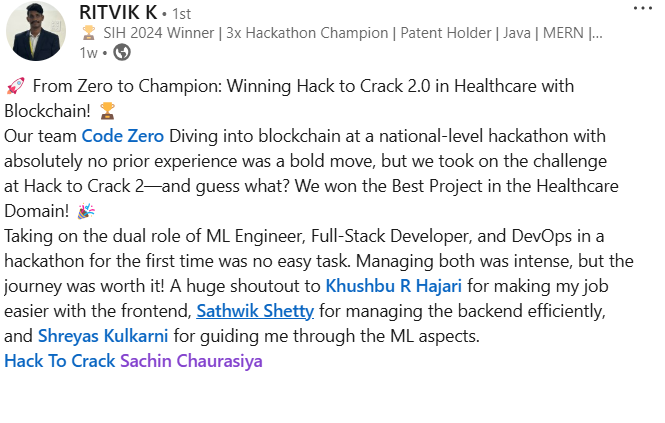 RITVIK K • 1st
🏆 SIH 2024 Winner | 3x Hackathon Champion | Patent Holder | Java | MERN |...
1w •
🚀 From Zero to Champion: Winning Hack to Crack 2.0 in Healthcare with
Blockchain! 🏆
Our team Code Zero Diving into blockchain at a national-level hackathon with
absolutely no prior experience was a bold move, but we took on the challenge
at Hack to Crack 2—and guess what? We won the Best Project in the Healthcare
Domain! 🎉
Taking on the dual role of ML Engineer, Full-Stack Developer, and DevOps in a
hackathon for the first time was no easy task. Managing both was intense, but the
journey was worth it! A huge shoutout to Khushbu R Hajari for making my job
easier with the frontend, Sathwik Shetty for managing the backend efficiently,
and Shreyas Kulkarni for guiding me through the ML aspects.
Hack To Crack Sachin Chaurasiya